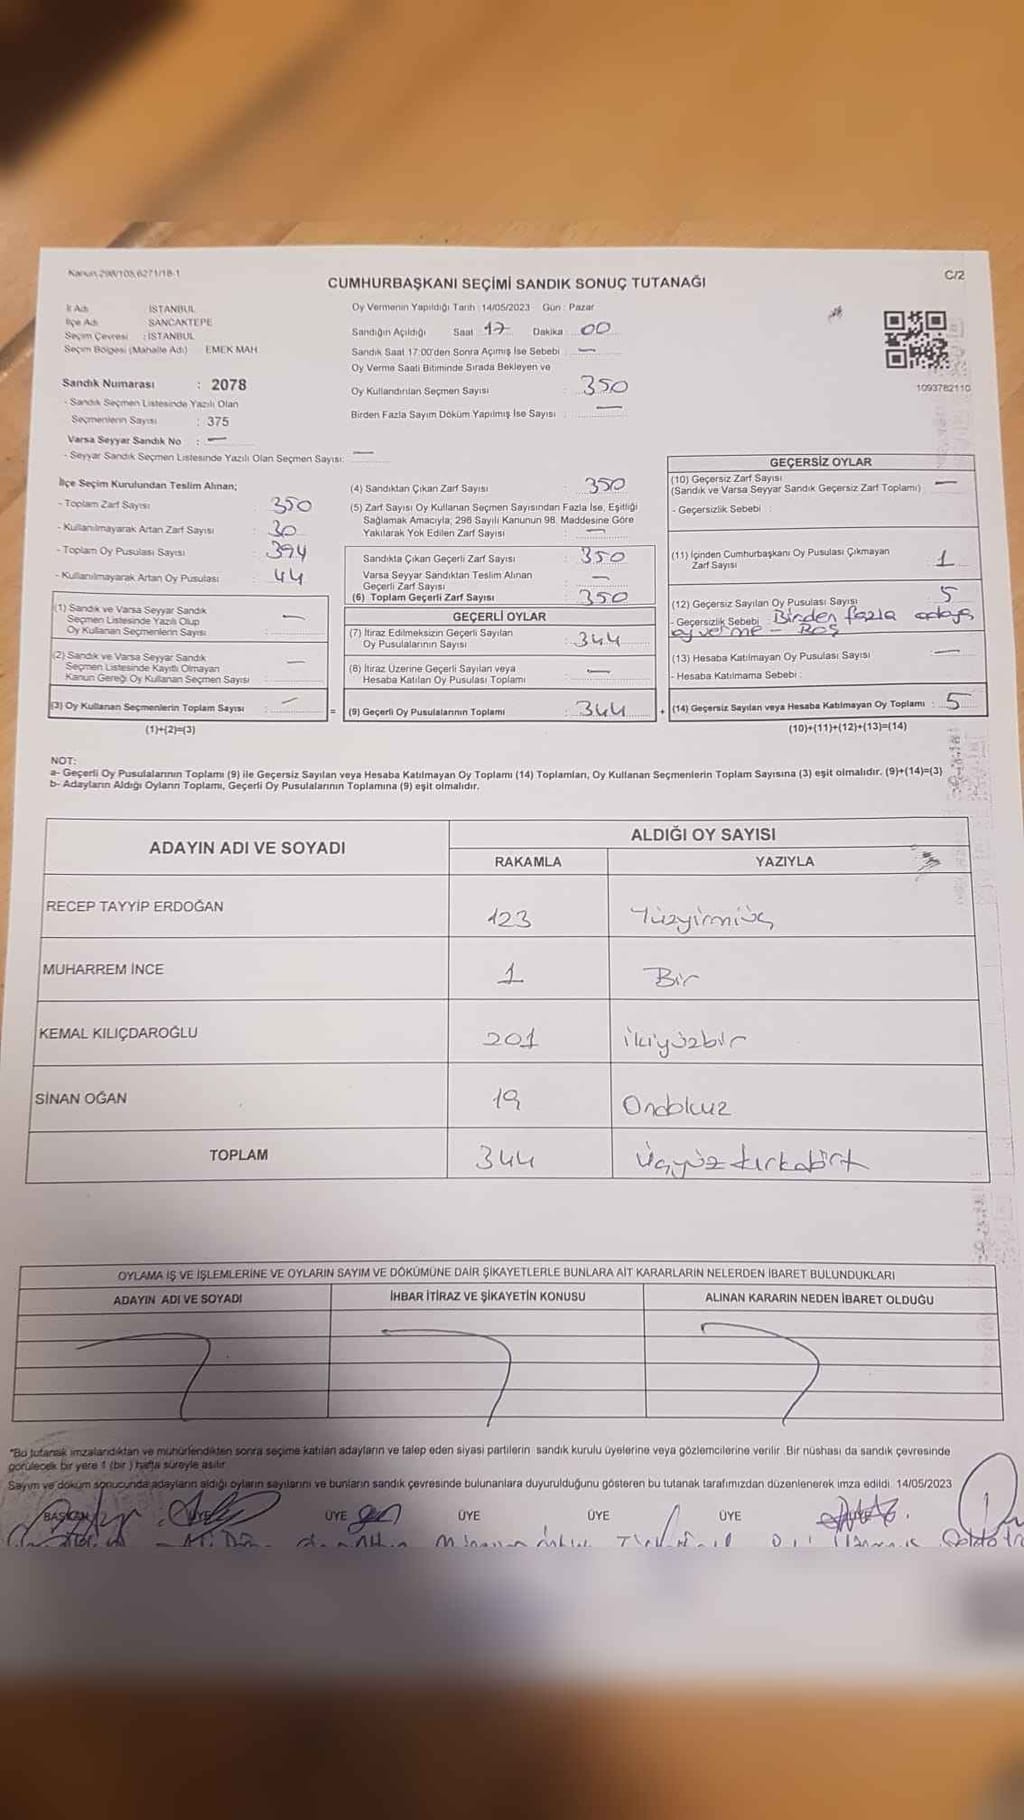 Kanun 298/105,6271/18-1
C/2
CUMHURBAŞKANI SEÇİMİ SANDIK SONUÇ TUTANAĞI
İl Adı İSTANBUL
İlçe Adı SANCAKTEPE
Seçim Çevresi : İSTANBUL
Seçim Bölgesi (Mahalle Adı) EMEK MAH.
Sandık Numarası : 2078
- Sandık Seçmen Listesinde Yazılı Olan
Seçmenlerin Sayısı : 375
Varsa Seyyar Sandık No : —
- Seyyar Sandık Seçmen Listesinde Yazılı Olan Seçmen Sayısı: —
Oy Vermenin Yapıldığı Tarih : 14/05/2023 Gün : Pazar
Sandığın Açıldığı Saat 17 Dakika 00
Sandık Saat 17:00'den Sonra Açımış İse Sebebi : —
Oy Verme Saati Bitiminde Sırada Bekleyen ve
Oy Kullandırılan Seçmen Sayısı : 350
Birden Fazla Sayım Döküm Yapılmış İse Sayısı : —
1093782110
İlçe Seçim Kurulundan Teslim Alınan;
- Toplam Zarf Sayısı : 350
- Kullanılmayarak Artan Zarf Sayısı : 30
- Toplam Oy Pusulası Sayısı : 394
- Kullanılmayarak Artan Oy Pusulası : 44
(1) Sandık ve Varsa Seyyar Sandık
Seçmen Listesinde Yazılı Olup
Oy Kullanan Seçmenlerin Sayısı : —
(2) Sandık ve Varsa Seyyar Sandık
Seçmen Listesinde Kayıtlı Olmayan
Kanun Gereği Oy Kullanan Seçmen Sayısı : —
(3) Oy Kullanan Seçmenlerin Toplam Sayısı : —
(1)+(2)=(3)
(4) Sandıktan Çıkan Zarf Sayısı : 350
(5) Zarf Sayısı Oy Kullanan Seçmen Sayısından Fazla İse, Eşitliği
Sağlamak Amacıyla; 298 Sayılı Kanunun 98. Maddesine Göre
Yakılarak Yok Edilen Zarf Sayısı : —
Sandıkta Çıkan Geçerli Zarf Sayısı : 350
Varsa Seyyar Sandıktan Teslim Alınan
Geçerli Zarf Sayısı : —
(6) Toplam Geçerli Zarf Sayısı : 350
GEÇERLİ OYLAR
(7) İtiraz Edilmeksizin Geçerli Sayılan
Oy Pusulalarının Sayısı : 344
(8) İtiraz Üzerine Geçerli Sayılan veya
Hesaba Katılan Oy Pusulası Toplamı : —
= (9) Geçerli Oy Pusulalarının Toplamı : 344
GEÇERSİZ OYLAR
(10) Geçersiz Zarf Sayısı
(Sandık ve Varsa Seyyar Sandık Geçersiz Zarf Toplamı) : —
- Geçersizlik Sebebi :
(11) İçinden Cumhurbaşkanı Oy Pusulası Çıkmayan
Zarf Sayısı : 1
(12) Geçersiz Sayılan Oy Pusulası Sayısı : 5
- Geçersizlik Sebebi : Birden fazla adaya
oy verme - Boş
(13) Hesaba Katılmayan Oy Pusulası Sayısı : —
- Hesaba Katılmama Sebebi :
+ (14) Geçersiz Sayılan veya Hesaba Katılmayan Oy Toplamı : 5
(10)+(11)+(12)+(13)=(14)
NOT:
a- Geçerli Oy Pusulalarının Toplamı (9) ile Geçersiz Sayılan veya Hesaba Katılmayan Oy Toplamı (14) Toplamları, Oy Kullanan Seçmenlerin Toplam Sayısına (3) eşit olmalıdır. (9)+(14)=(3)
b- Adayların Aldığı Oyların Toplamı, Geçerli Oy Pusulalarının Toplamına (9) eşit olmalıdır.
ADAYIN ADI VE SOYADI
ALDIĞI OY SAYISI
RAKAMLA YAZIYLA
RECEP TAYYİP ERDOĞAN 123 Yüzyirmiüç
MUHARREM İNCE 1 Bir
KEMAL KILIÇDAROĞLU 201 ikiyüzbir
SİNAN OĞAN 19 Ondokuz
TOPLAM 344 Üçyüz kırkdört
OYLAMA İŞ VE İŞLEMLERİNE VE OYLARIN SAYIM VE DÖKÜMÜNE DAİR ŞİKAYETLERLE BUNLARA AİT KARARLARIN NELERDEN İBARET BULUNDUKLARI
ADAYIN ADI VE SOYADI İHBAR İTİRAZ VE ŞİKAYETİN KONUSU ALINAN KARARIN NEDEN İBARET OLDUĞU
"Bu tutanak imzalandıktan ve mühürlendikten sonra seçime katılan adayların ve talep eden siyasi partilerin sandık kurulu üyelerine veya gözlemcilerine verilir .Bir nüshası da sandık çevresinde
görülecek bir yere 1 (bir ) hafta süreyle asılır
Sayım ve döküm sonucunda adayların aldığı oyların sayılarını ve bunların sandık çevresinde bulunanlara duyurulduğunu gösteren bu tutanak tarafımızdan düzenlenerek imza edildi. 14/05/2023
BAŞKAN ÜYE ÜYE ÜYE ÜYE ÜYE